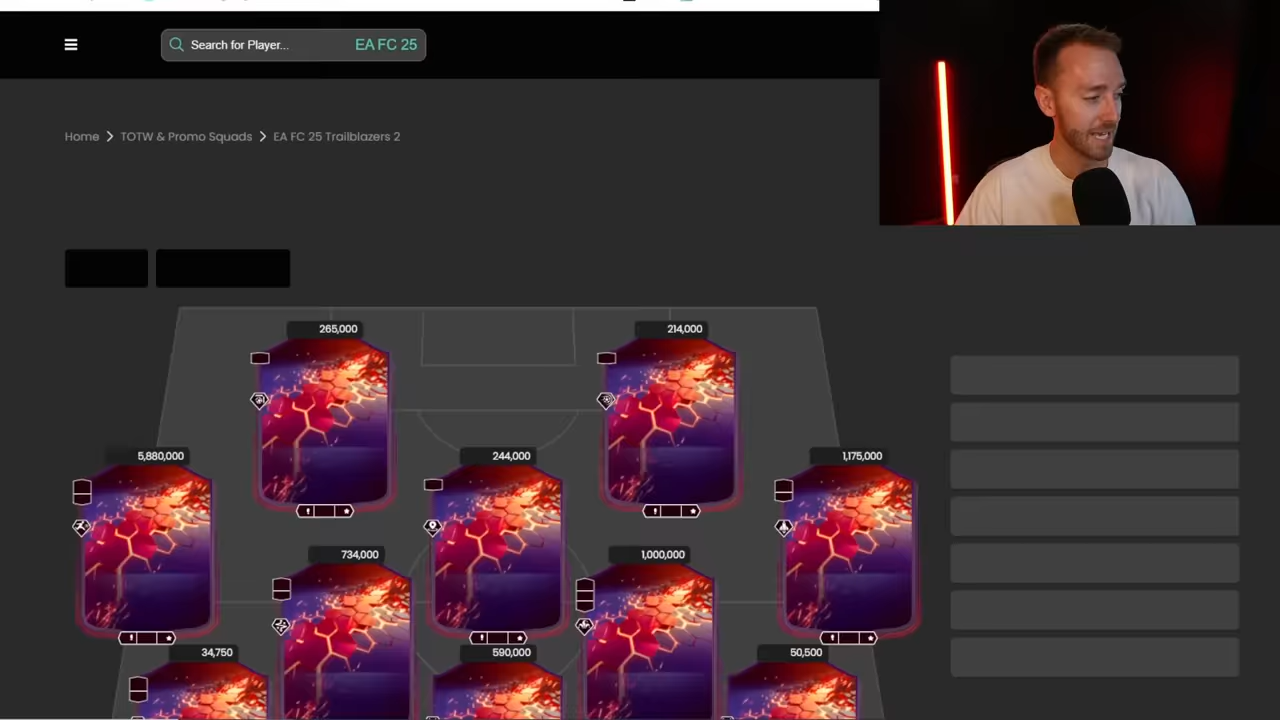 Search for Player... EA FC 25
Home > TOTW & Promo Squads > EA FC 25 Trailblazers 2
265,000 214,000
5,880,000 244,000 1,175,000
734,000 1,000,000
34,750 590,000 50,500